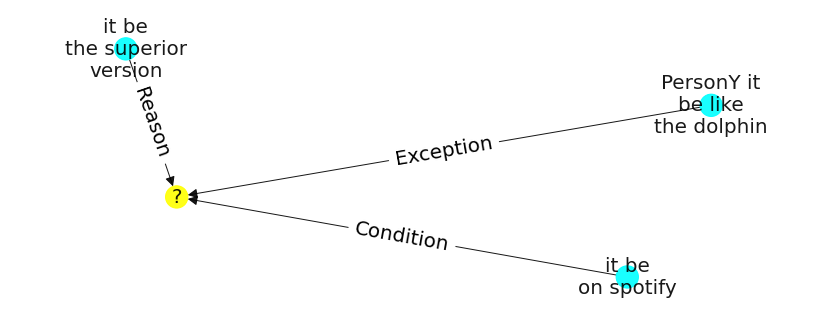 it be
the superior
version
PersonY it
be like
the dolphin
Reason
Exception
?
Condition
it be
on spotify